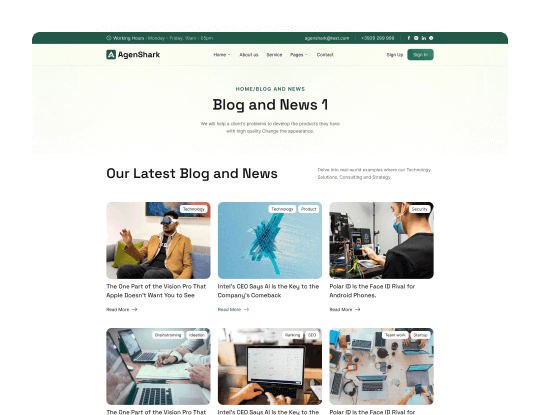 Working Hours - Monday - Friday, 10am - 05pm
agenshark@text.com
+3928 299 999
AgenShark
Home
About us
Service
Pages
Contact
Sign Up
Sign In
HOME/BLOG AND NEWS
Blog and News 1
We will help a client's problems to develop the products they have
with high quality Change the appearance.
Our Latest Blog and News
Delve into real-world examples where our Technology
Solutions, Consulting and Strategy,
Technology
Technology
Product
Security
The One Part of the Vision Pro That
Apple Doesn't Want You to See
Read More
Intel's CEO Says AI Is the Key to the
Company's Comeback
Read More
Polar ID Is the Face ID Rival for
Android Phones.
Read More
Brainstroming
Ideation
Ranking
SEO
Team work
Startup
The One Part of the Vision Pro That
Intel's CEO Says AI Is the Key to the
Polar ID Is the Face ID Rival for